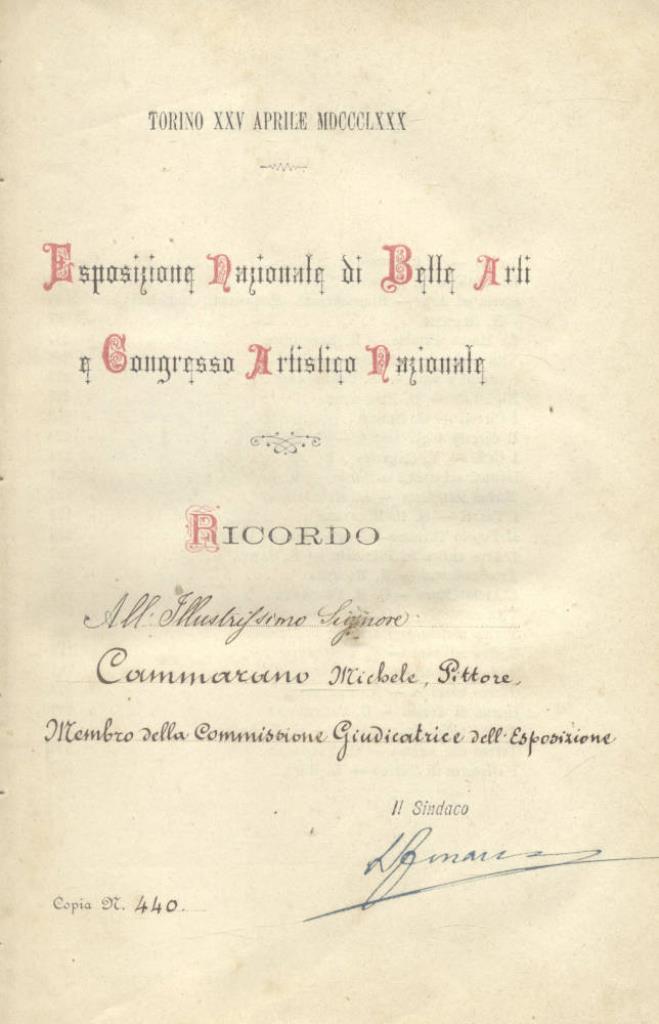 TORINO XXV APRILE MDCCCLXXX
Esposizione Nazionale di Belle Arti
e Congresso Artistico Nazionale
RICORDO
All' Illustrissimo Signore
Cammarano Michele, Pittore,
Membro della Commissione Giudicatrice dell' Esposizione
Il Sindaco
Copia N. 440.